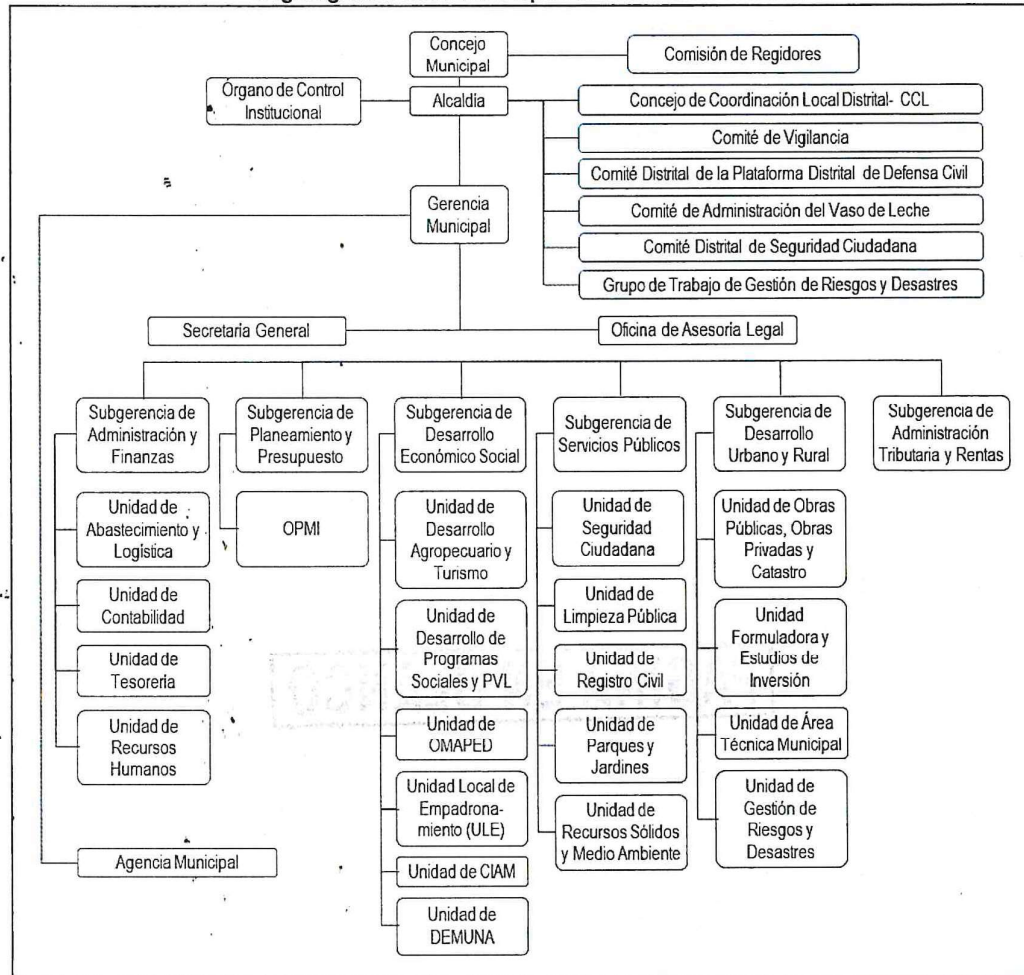 Concejo
Municipal
Comisión de Regidores
Órgano de Control
Institucional
Alcaldía
Concejo de Coordinación Local Distrital- CCL
Comité de Vigilancia
Comité Distrital de la Plataforma Distrital de Defensa Civil
Comité de Administración del Vaso de Leche
Comité Distrital de Seguridad Ciudadana
Grupo de Trabajo de Gestión de Riesgos y Desastres
Gerencia
Municipal
Secretaría General
Oficina de Asesoría Legal
Subgerencia de
Administración y
Finanzas
Unidad de
Abastecimiento y
Logística
Unidad de
Contabilidad
Unidad de
Tesorería
Unidad de
Recursos
Humanos
Subgerencia de
Planeamiento y
Presupuesto
OPMI
Subgerencia de
Desarrollo
Económico Social
Unidad de
Desarrollo
Agropecuario y
Turismo
Unidad de
Desarrollo de
Programas
Sociales y PVL
Unidad de
OMAPED
Unidad Local de
Empadrona-
miento (ULE)
Unidad de CIAM
Unidad de
DEMUNA
Subgerencia de
Servicios Públicos
Unidad de
Seguridad
Ciudadana
Unidad de
Limpieza Pública
Unidad de
Registro Civil
Unidad de
Parques y
Jardines
Unidad de
Recursos Sólidos
y Medio Ambiente
Subgerencia de
Desarrollo
Urbano y Rural
Unidad de Obras
Públicas, Obras
Privadas y
Catastro
Unidad
Formuladora y
Estudios de
Inversión
Unidad de Área
Técnica Municipal
Unidad de
Gestión de
Riesgos y
Desastres
Subgerencia de
Administración
Tributaria y Rentas
Agencia Municipal